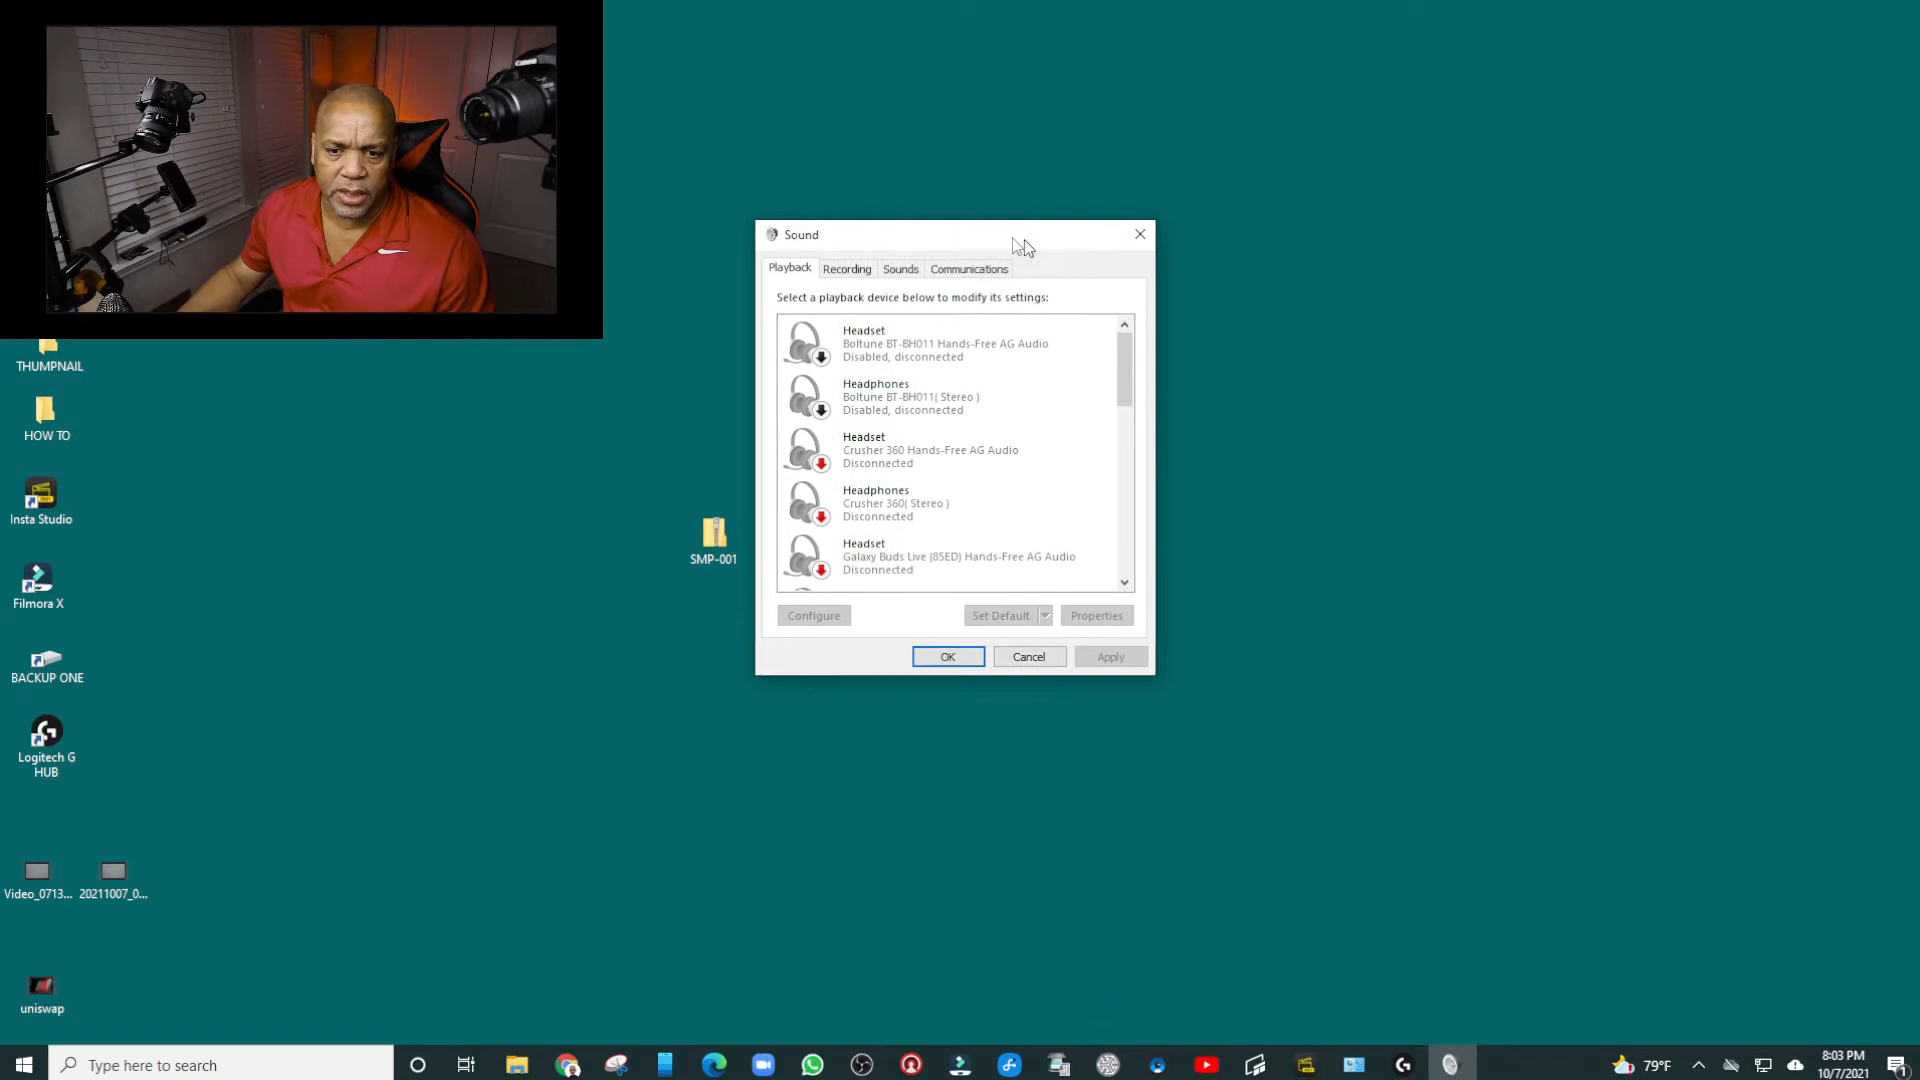 Sound
Playback
Recording
Sounds
Communications
Select a playback device below to modify its settings:
Headset
Boltune BT-BH011 Hands-Free AG Audio
Disabled, disconnected
Headphones
Boltune BT-BH011( Stereo )
Disabled, disconnected
Headset
Crusher 360 Hands-Free AG Audio
Disconnected
Headphones
Crusher 360( Stereo )
Disconnected
Headset
Galaxy Buds Live (85ED) Hands-Free AG Audio
Disconnected
Configure
Set Default
Properties
OK
Cancel
Apply
THUMPNAIL
HOW TO
Insta Studio
Filmora X
BACKUP ONE
Logitech G
HUB
Video_0713...
20211007_0...
uniswap
SMP-001
Type here to search
79°F
8:03 PM
10/7/2021
1